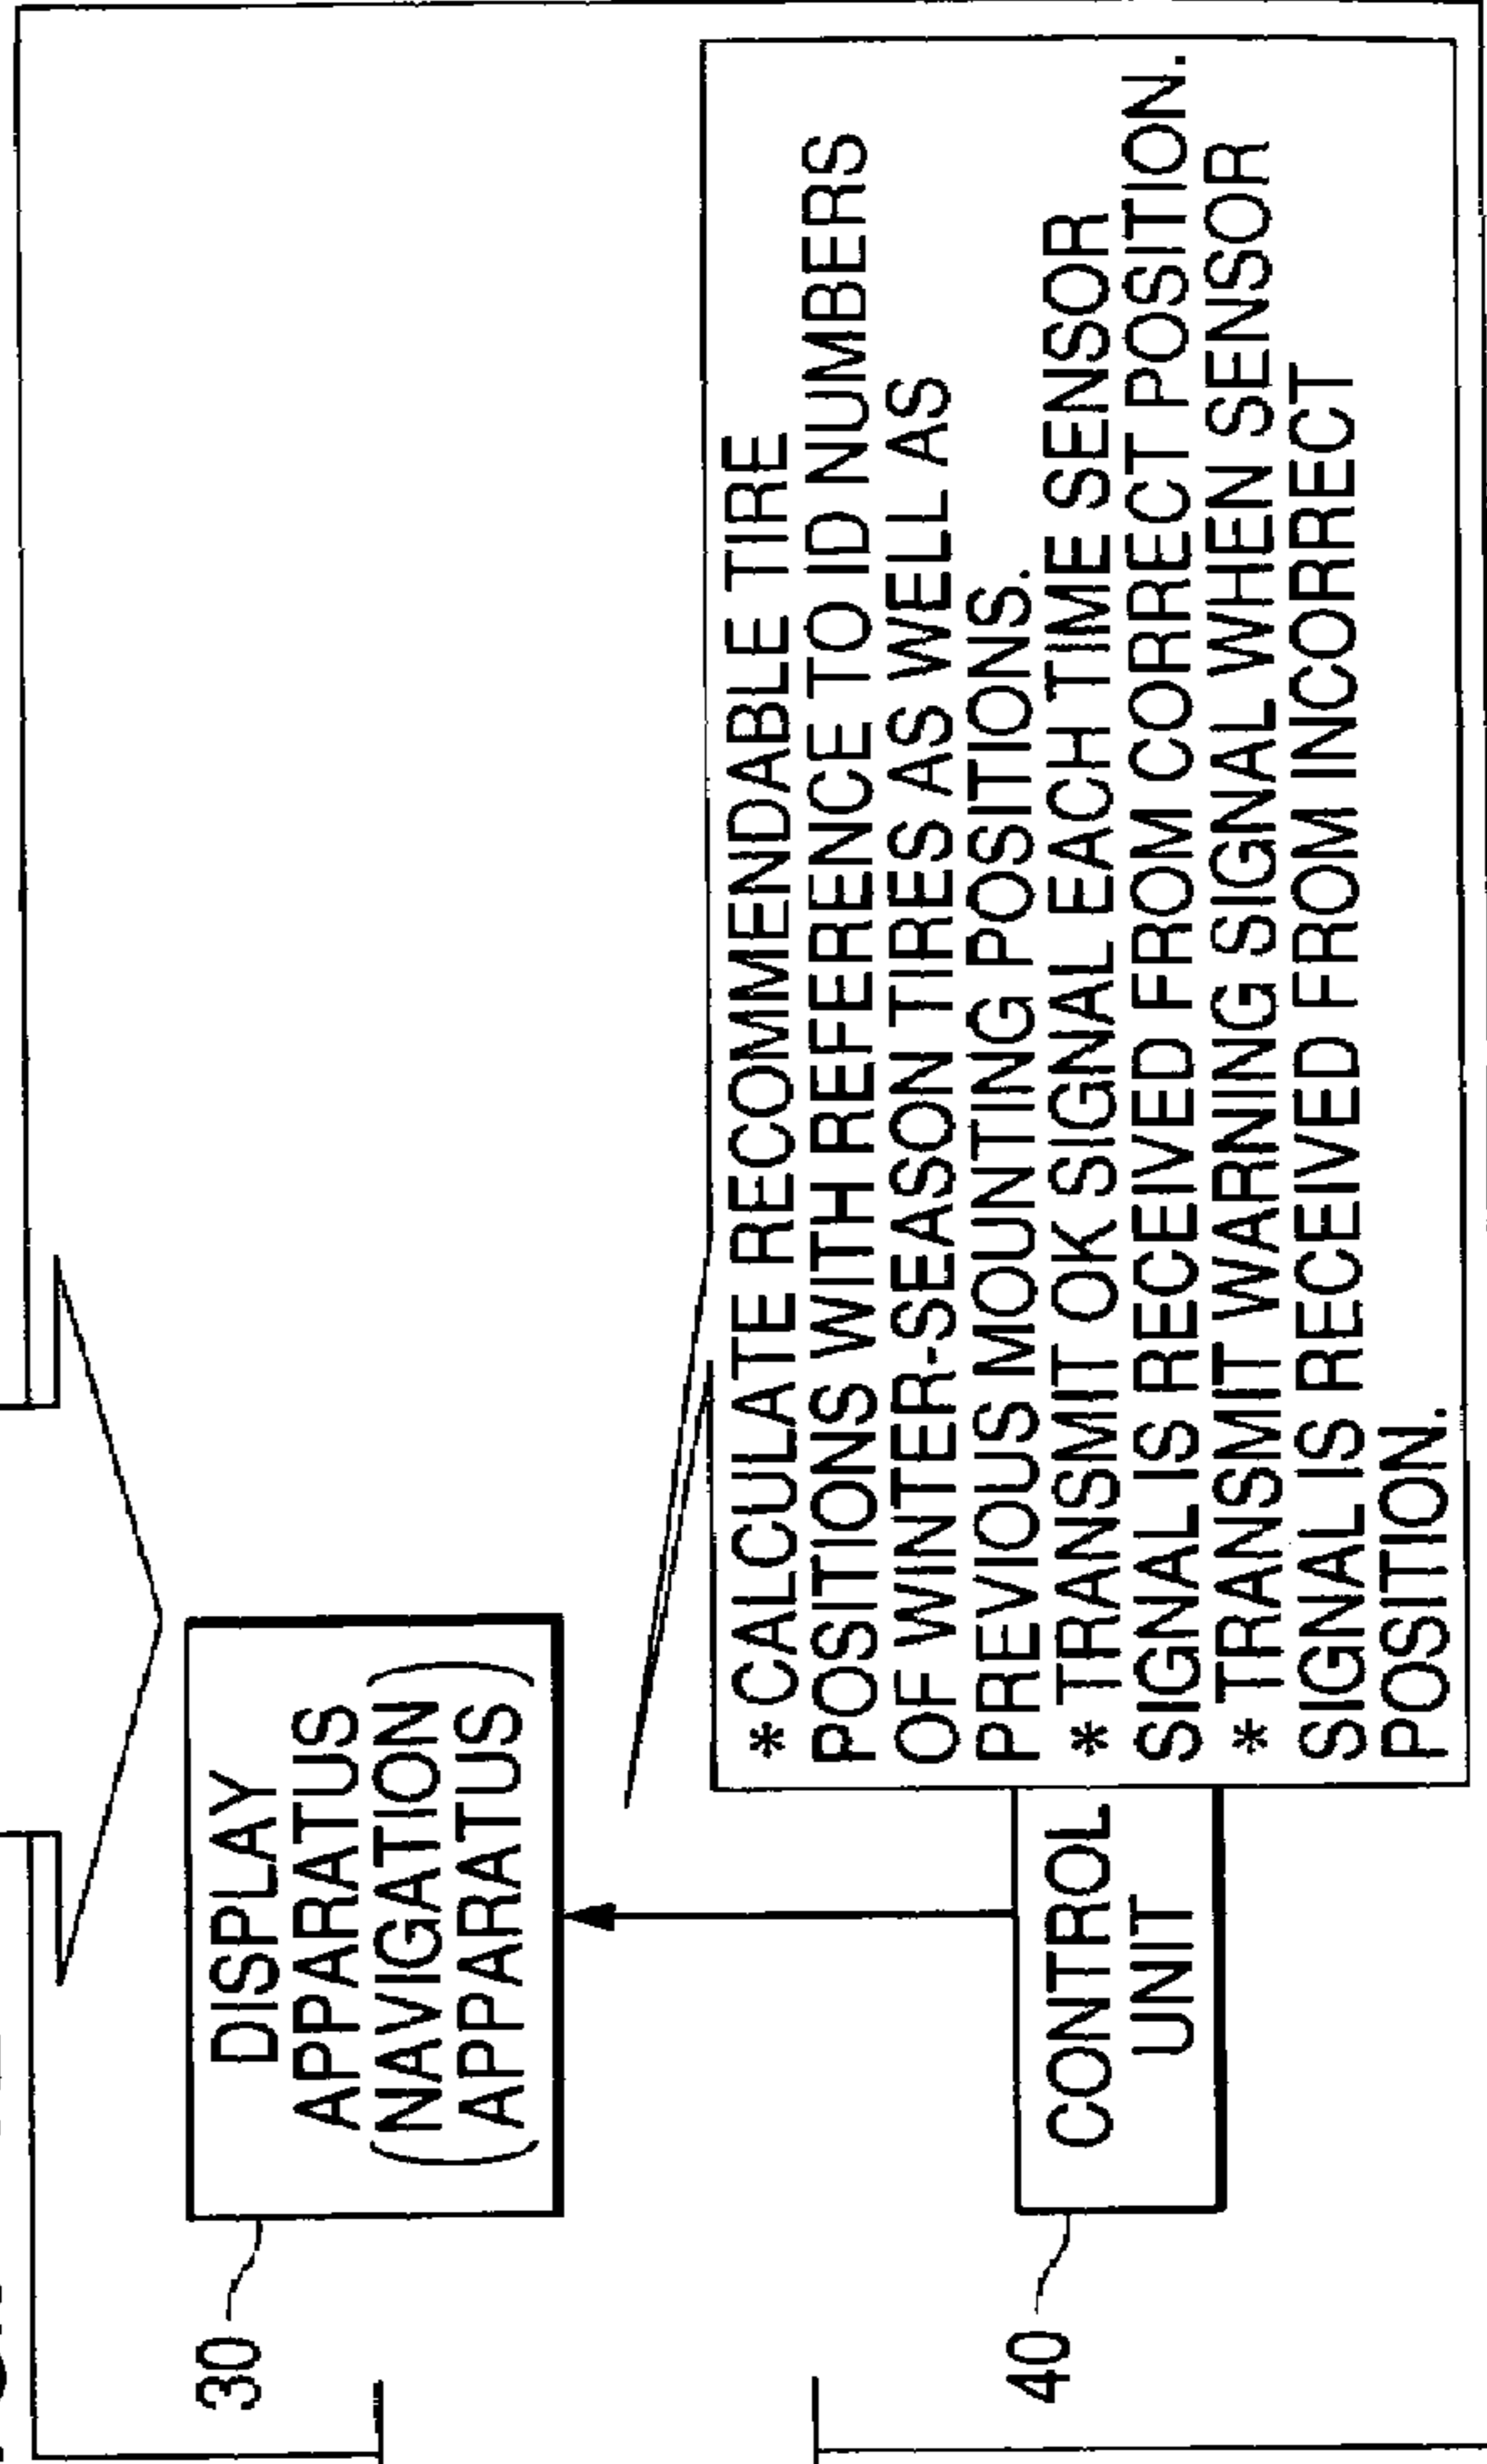 30
DISPLAY
APPARATUS
(NAVIGATION
APPARATUS)
40
CONTROL
UNIT
* CALCULATE RECOMMENDABLE TIRE
POSITIONS WITH REFERENCE TO ID NUMBERS
OF WINTER-SEASON TIRES AS WELL AS
PREVIOUS MOUNTING POSITIONS.
* TRANSMIT OK SIGNAL EACH TIME SENSOR
SIGNAL IS RECEIVED FROM CORRECT POSITION.
* TRANSMIT WARNING SIGNAL WHEN SENSOR
SIGNAL IS RECEIVED FROM INCORRECT
POSITION.